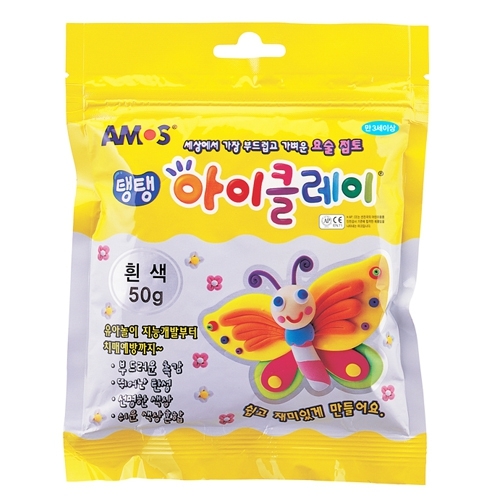 AMOS
만 3세이상
세상에서 가장 부드럽고 가벼운 요술 점토
탱탱 아이클레이
흰 색
50g
유아놀이 지능개발부터
치매예방까지~
· 부드러운 촉감
· 뛰어난 탄성
· 선명한 색상
· 쉬운 색상혼합
쉽고 재미있게 만들어요.